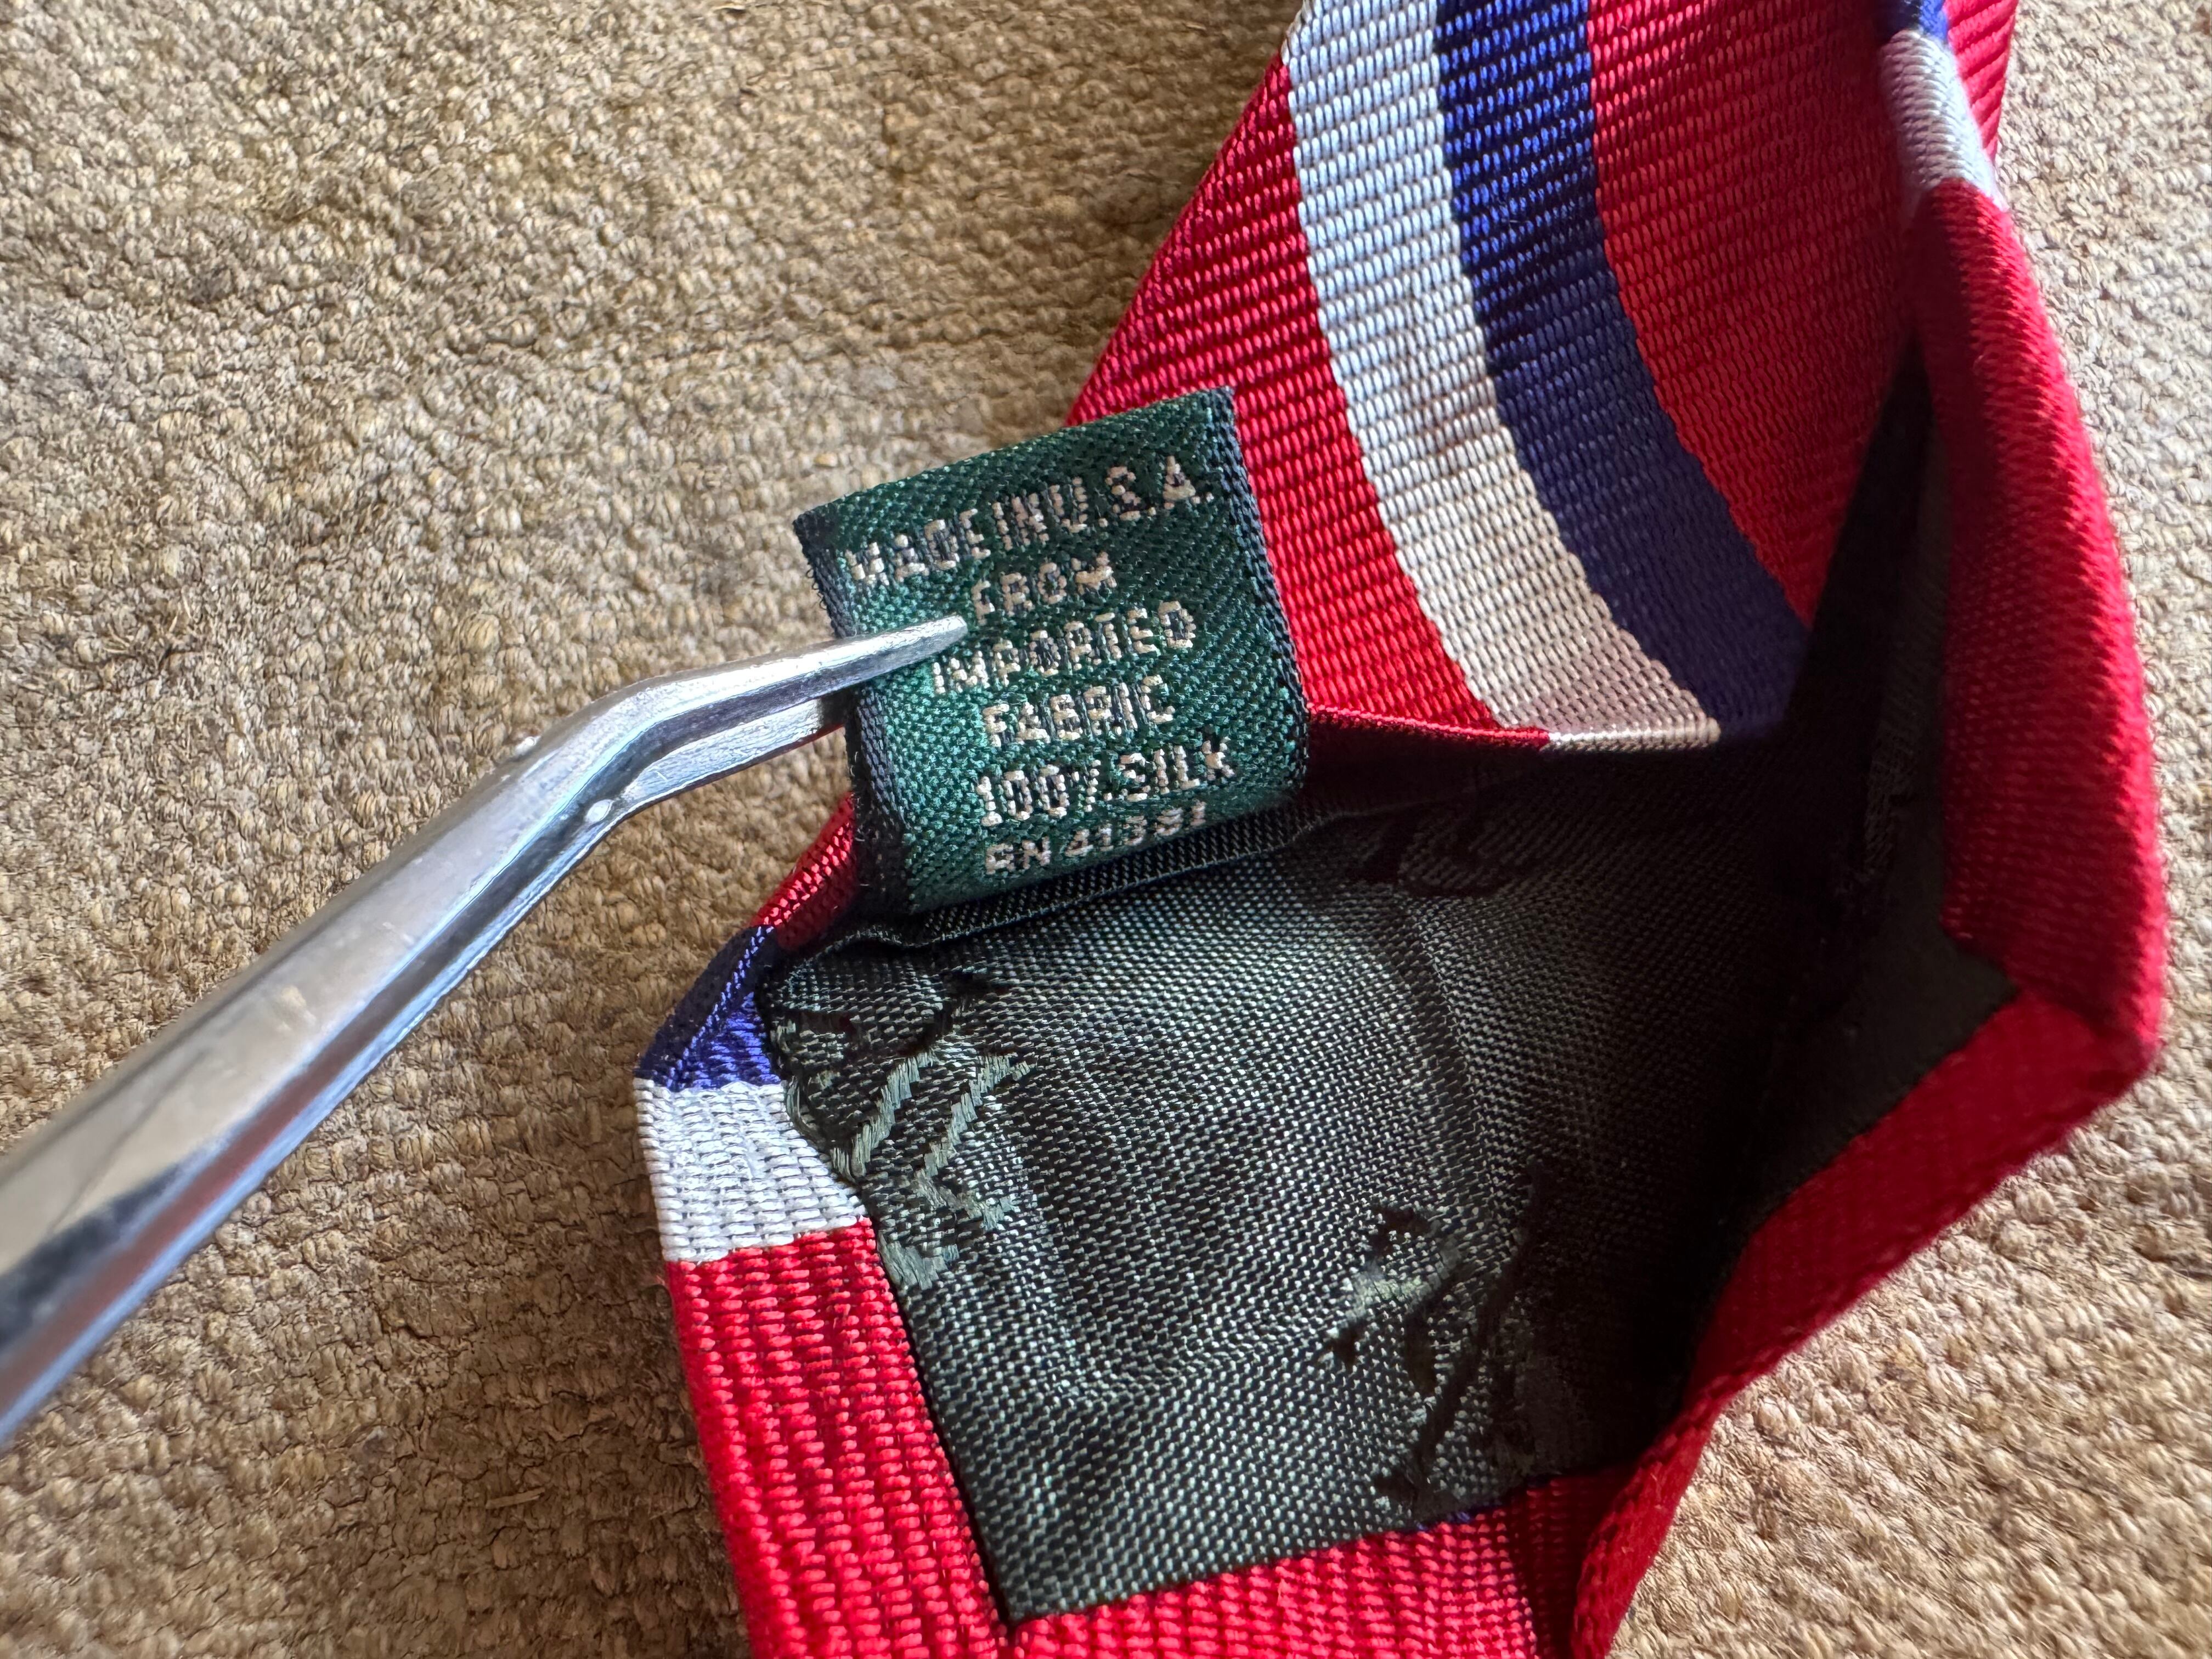 MADE IN U.S.A.
FROM
IMPORTED
FABRIC
100% SILK
RN 41381